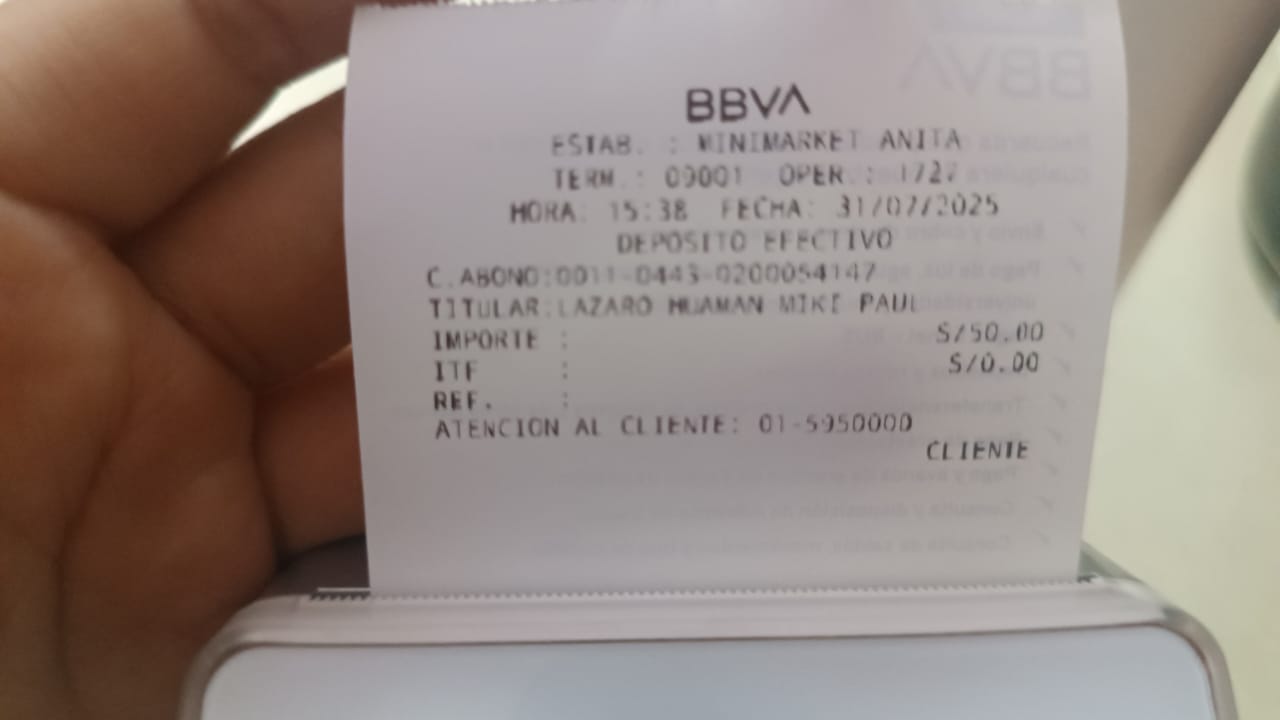 BBVA
ESTAB. : MINIMARKET ANITA
TERM.: 09001 OPER.: 1727
HORA: 15:38 FECHA: 31/07/2025
DEPOSITO EFECTIVO
C.ABONO:0011-0443-0200054147
TITULAR:LAZARO HUAMAN MIKI PAUL
IMPORTE : S/50.00
ITF : S/0.00
REF. :
ATENCION AL CLIENTE: 01-5950000
CLIENTE